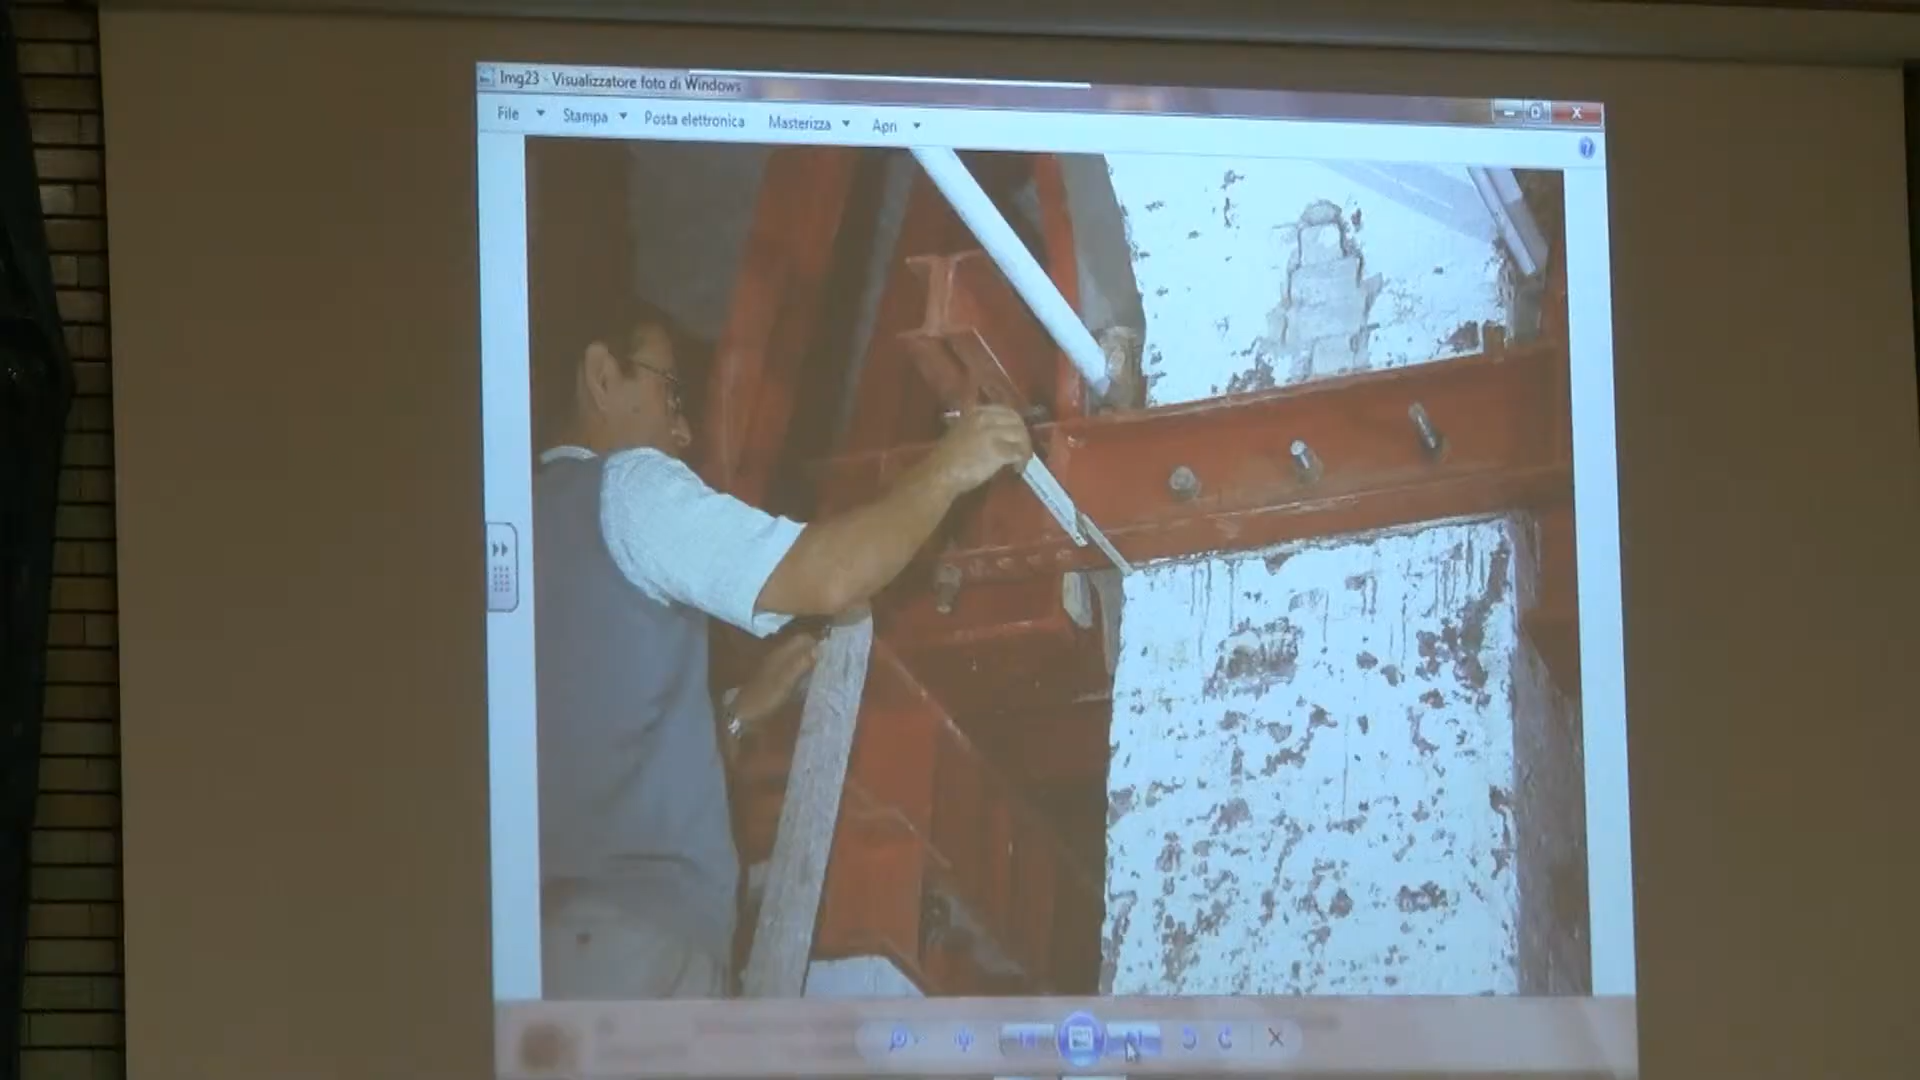 Img23 - Visualizzatore foto di Windows
File Stampa Posta elettronica Masterizza Apri